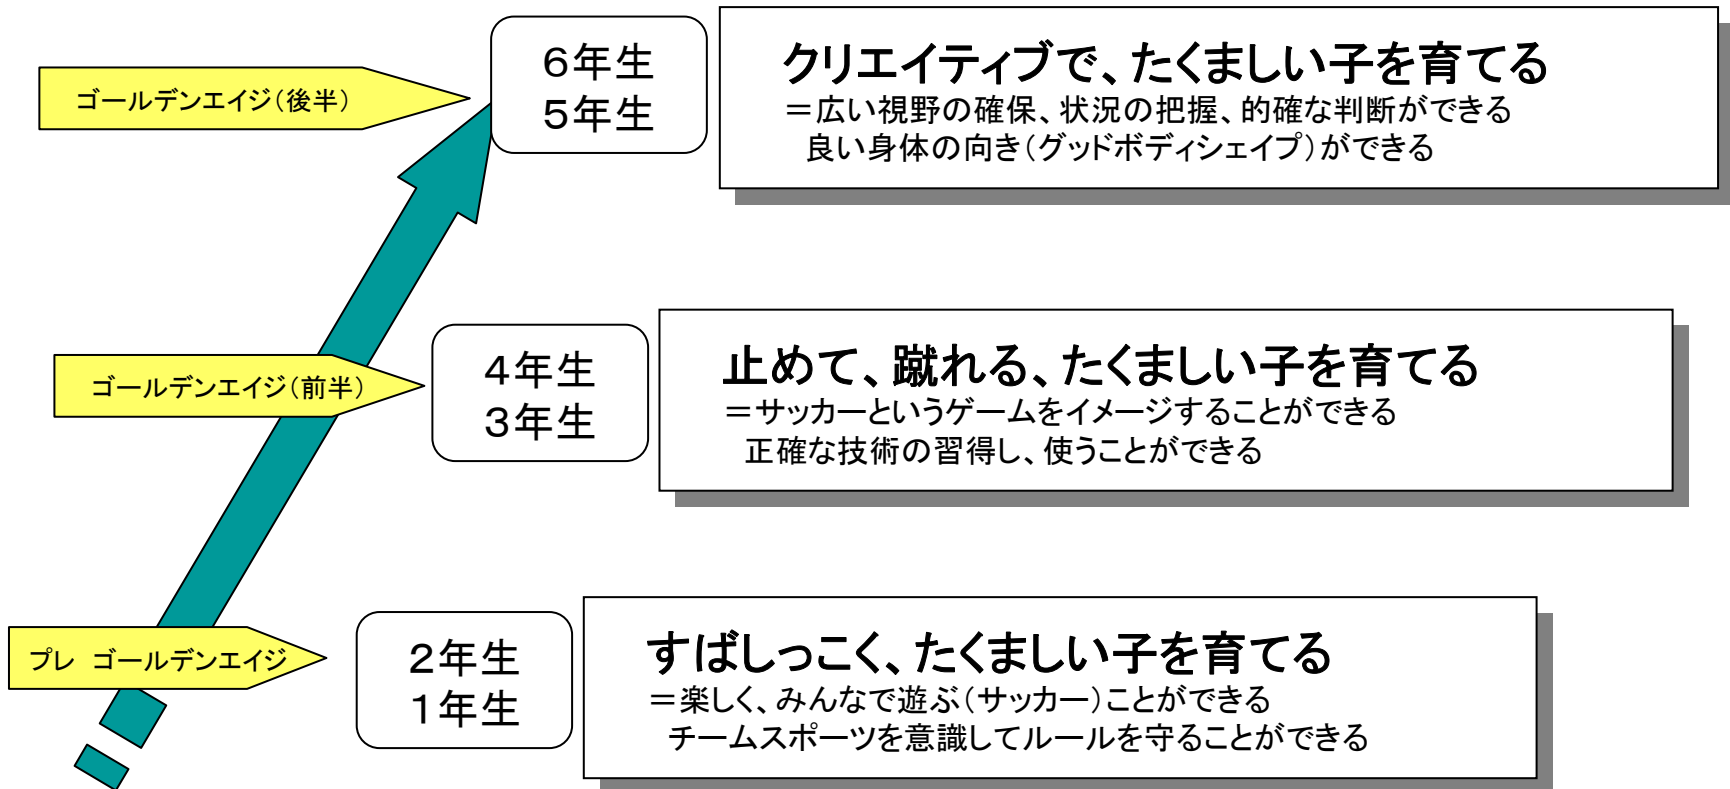 ゴールデンエイジ(後半)
6年生
5年生
クリエイティブで、たくましい子を育てる
=広い視野の確保、状況の把握、的確な判断ができる
良い身体の向き(グッドボディシェイプ)ができる
ゴールデンエイジ(前半)
4年生
3年生
止めて、蹴れる、たくましい子を育てる
=サッカーというゲームをイメージすることができる
正確な技術の習得し、使うことができる
プレ ゴールデンエイジ
2年生
1年生
すばしっこく、たくましい子を育てる
=楽しく、みんなで遊ぶ(サッカー)ことができる
チームスポーツを意識してルールを守ることができる